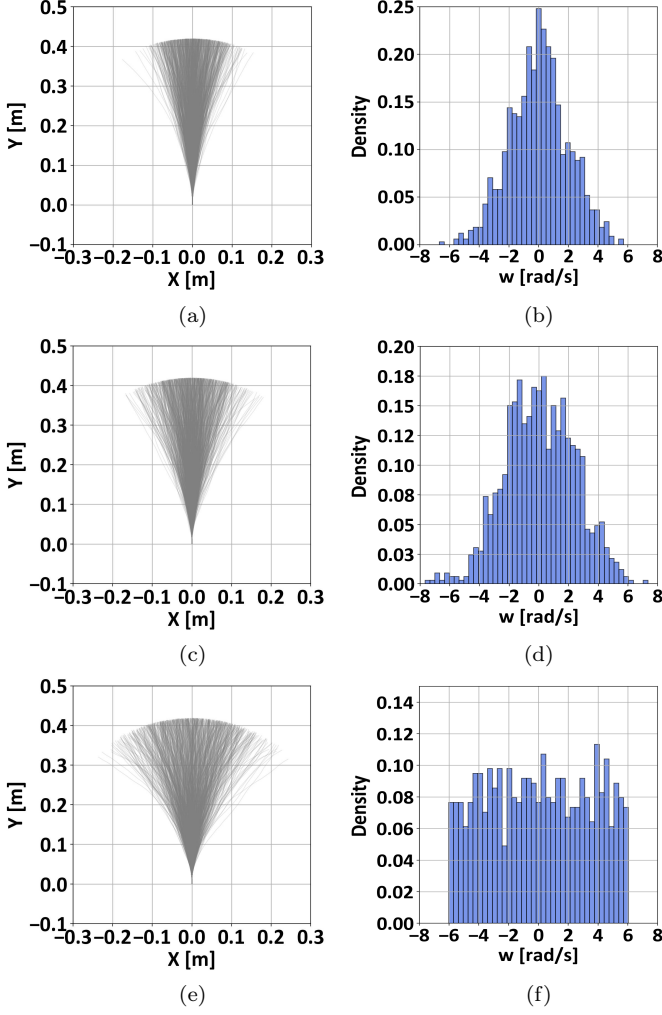 0.5
0.4
0.3
0.2
0.1
0.0
−0.1
Y [m]
−0.3−0.2−0.1 0.0 0.1 0.2 0.3
X [m]
(a)
0.25
0.20
0.15
0.10
0.05
0.00
Density
−8 −6 −4 −2 0 2 4 6 8
w [rad/s]
(b)
0.5
0.4
0.3
0.2
0.1
0.0
−0.1
Y [m]
−0.3−0.2−0.1 0.0 0.1 0.2 0.3
X [m]
(c)
0.20
0.18
0.15
0.12
0.10
0.08
0.05
0.03
0.00
Density
−8 −6 −4 −2 0 2 4 6 8
w [rad/s]
(d)
0.5
0.4
0.3
0.2
0.1
0.0
−0.1
Y [m]
−0.3−0.2−0.1 0.0 0.1 0.2 0.3
X [m]
(e)
0.14
0.12
0.10
0.08
0.06
0.04
0.02
0.00
Density
−8 −6 −4 −2 0 2 4 6 8
w [rad/s]
(f)